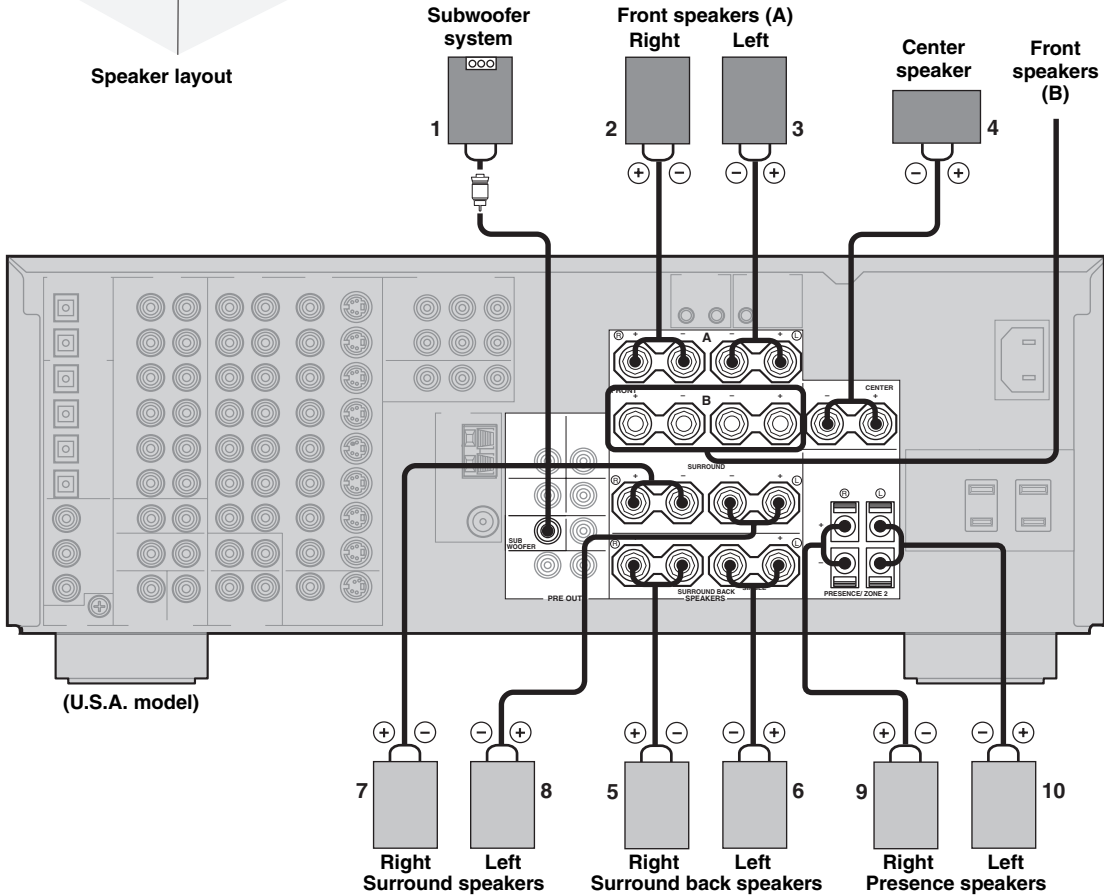 Speaker layout
Subwoofer
system
Front speakers (A)
Right
Left
Center
speaker
Front
speakers
(B)
1
2
3
4
+ −
− +
− +
R + − A − + L
FRONT
B
CENTER
− +
SURROUND
R + − − + L
SUB
WOOFER
R + L
SURROUND BACK
SPEAKERS
PRE OUT
R L
+
−
PRESENCE/ ZONE 2
(U.S.A. model)
+ −
− +
+ −
− +
+ −
− +
7
8
5
6
9
10
Right
Left
Surround speakers
Right
Left
Surround back speakers
Right
Left
Presence speakers